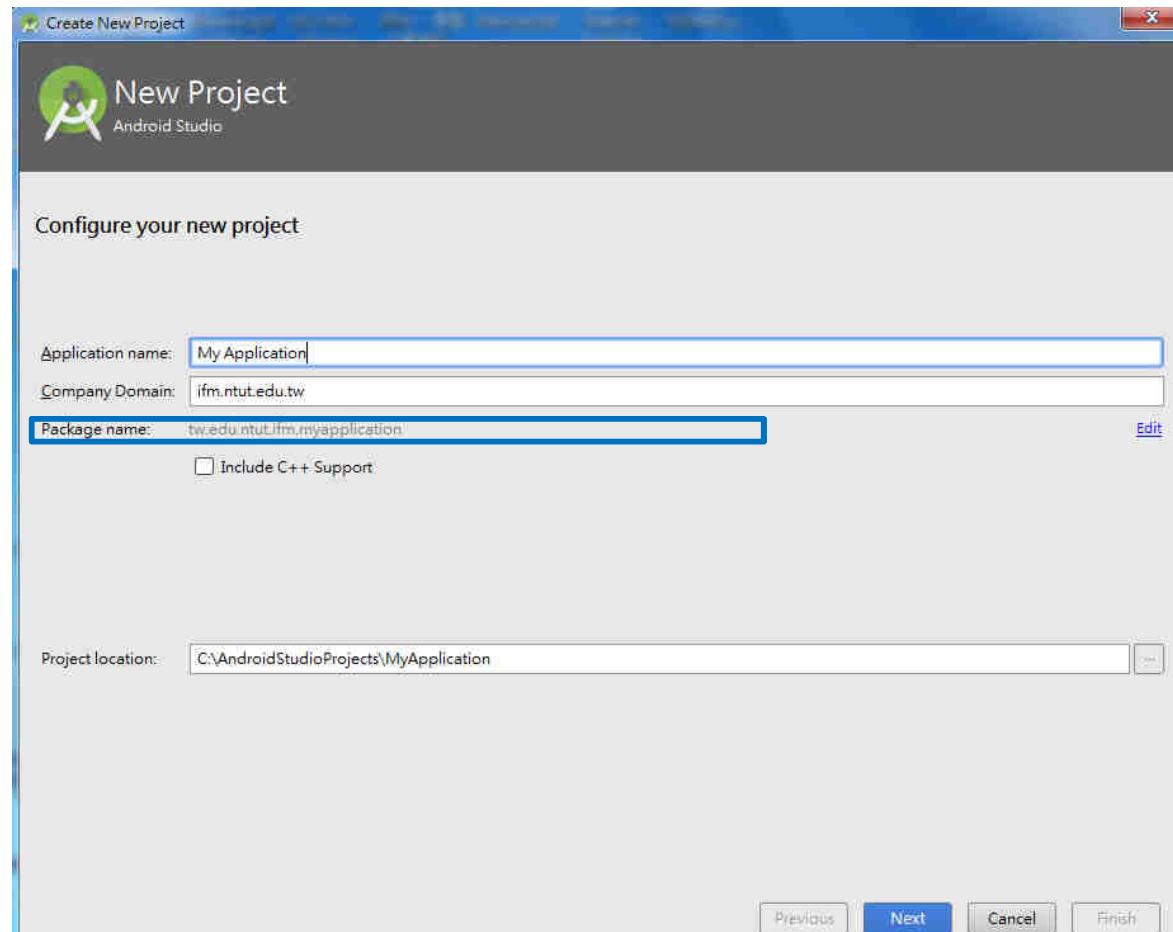 Create New Project
New Project
Android Studio
Configure your new project
Application name: My Application
Company Domain: ifm.ntut.edu.tw
Package name: tw.edu.ntut.ifm.myapplication Edit
Include C++ Support
Project location: C:\AndroidStudioProjects\MyApplication ...
Previous Next Cancel Finish